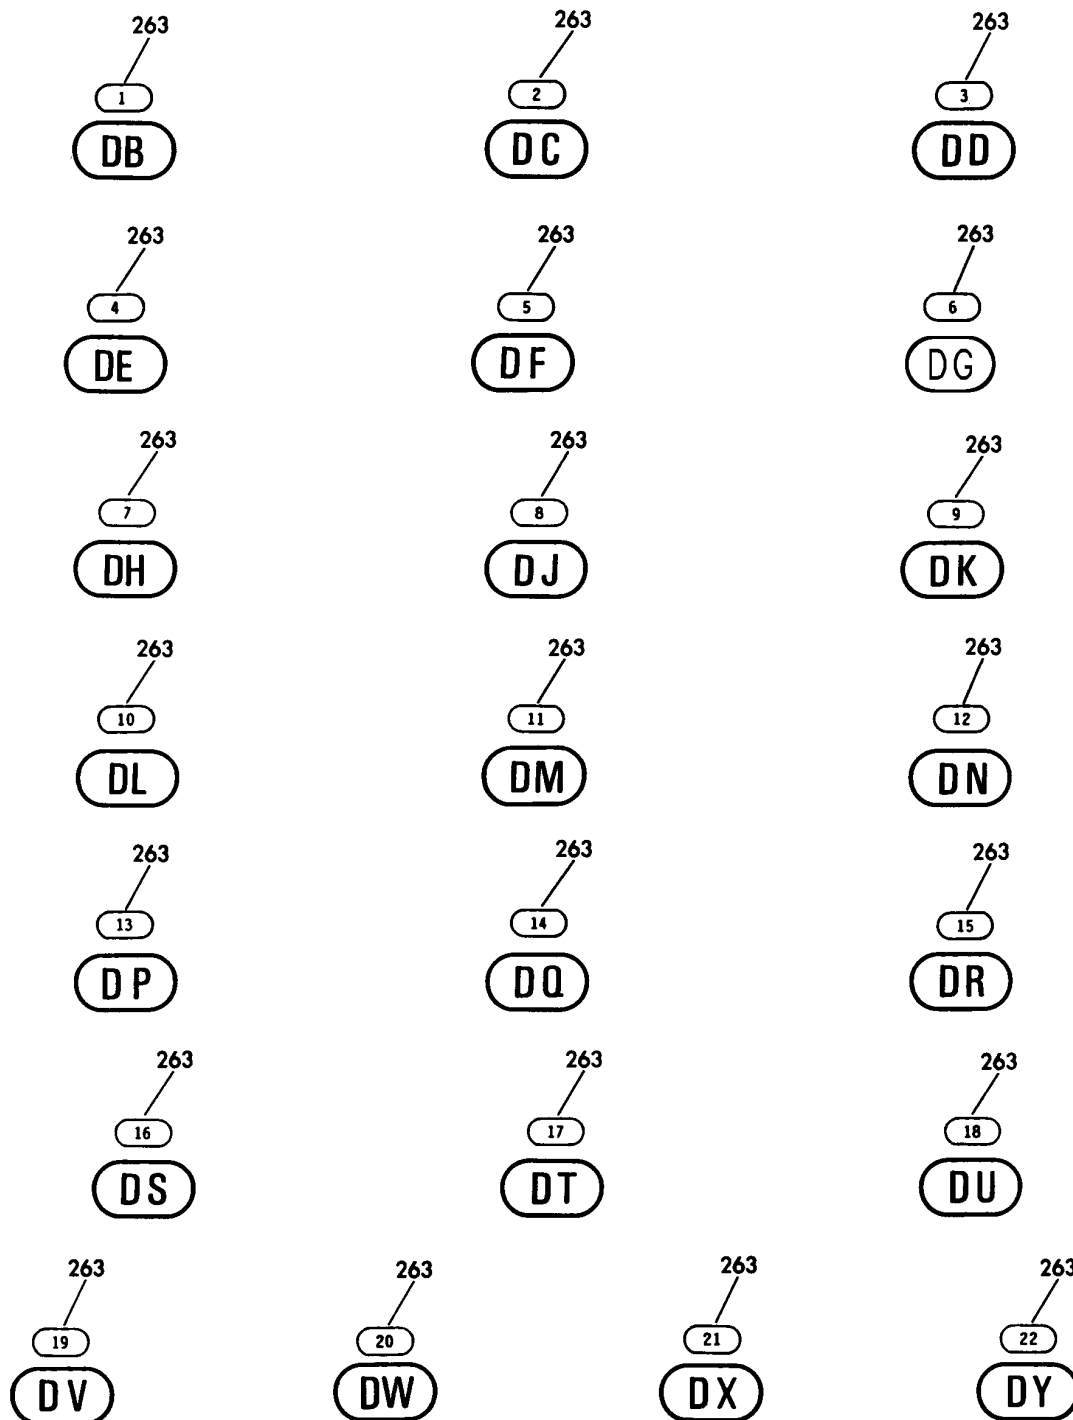 263 263 263
1 2 3
DB DC DD
263 263 263
4 5 6
DE DF DG
263 263 263
7 8 9
DH DJ DK
263 263 263
10 11 12
DL DM DN
263 263 263
13 14 15
DP DQ DR
263 263 263
16 17 18
DS DT DU
263 263 263 263
19 20 21 22
DV DW DX DY